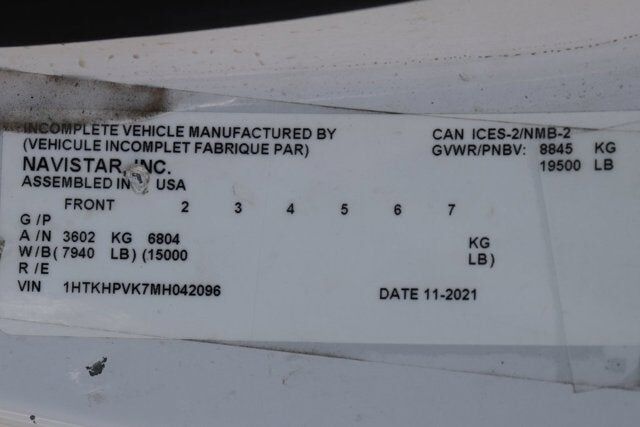 INCOMPLETE VEHICLE MANUFACTURED BY
(VEHICULE INCOMPLET FABRIQUE PAR)
NAVISTAR, INC.
ASSEMBLED IN USA
CAN ICES-2/NMB-2
GVWR/PNBV: 8845 KG
19500 LB
FRONT 2 3 4 5 6 7
G/P
A/N 3602 KG 6804 KG
W/B (7940 LB) (15000 LB)
R/E
VIN 1HTKHPVK7MH042096 DATE 11-2021